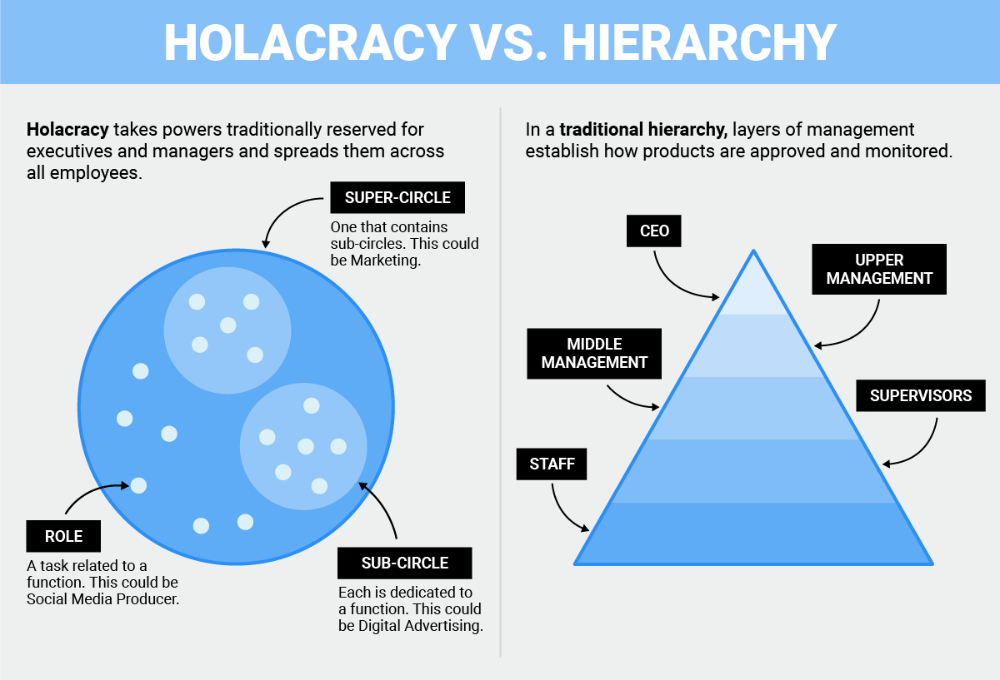 HOLACRACY VS. HIERARCHY
Holacracy takes powers traditionally reserved for
executives and managers and spreads them across
all employees.
SUPER-CIRCLE
One that contains
sub-circles. This could
be Marketing.
ROLE
A task related to a
function. This could be
Social Media Producer.
SUB-CIRCLE
Each is dedicated to
a function. This could
be Digital Advertising.
In a traditional hierarchy, layers of management
establish how products are approved and monitored.
CEO
UPPER
MANAGEMENT
MIDDLE
MANAGEMENT
SUPERVISORS
STAFF